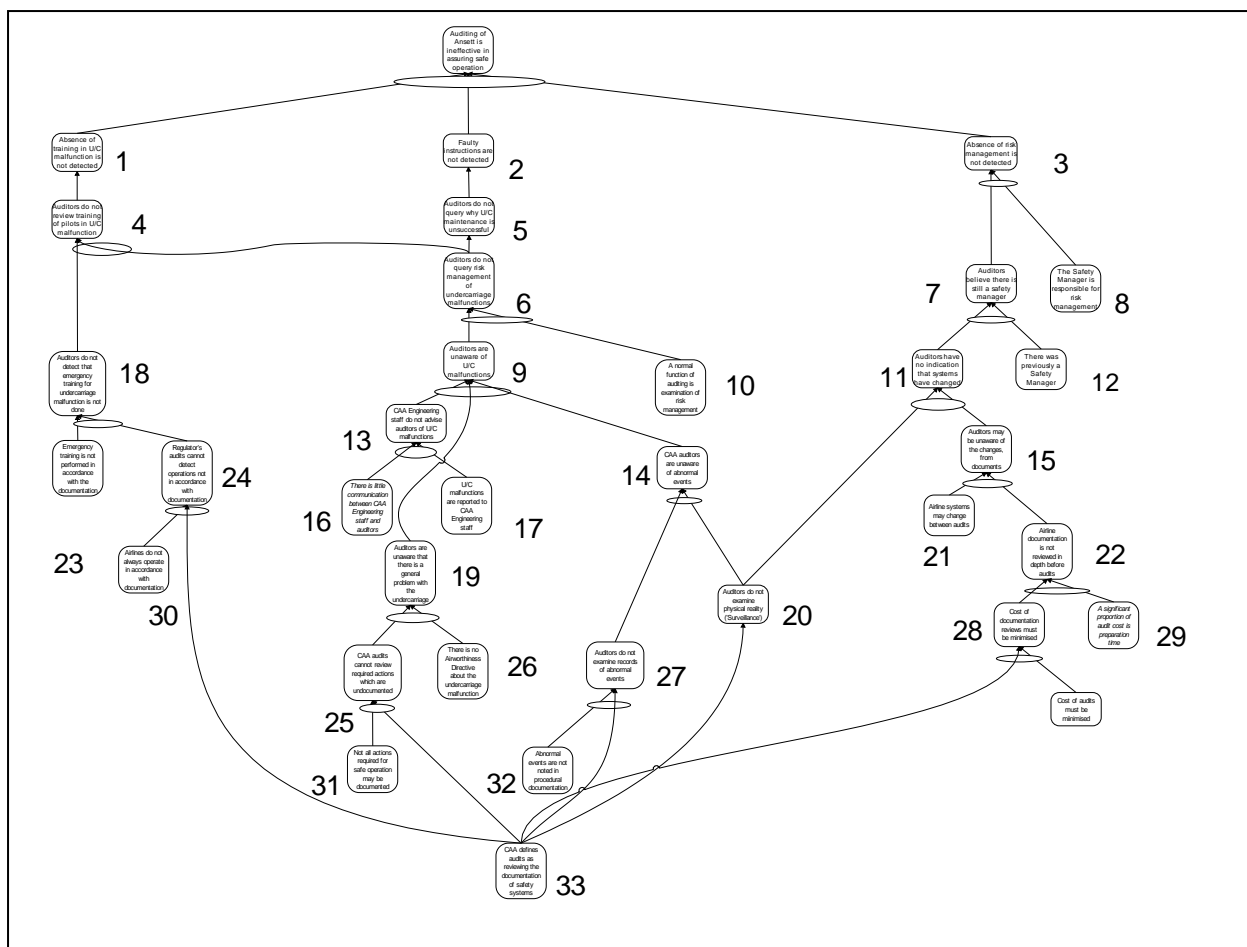 Auditing of
Ansett is
ineffective in
assuring safe
operation
Absence of
training in U/C
malfunction is
not detected
1
Faulty
instructions are
not detected
2
Absence of risk
management is
not detected
3
Auditors do not
review training
of pilots in U/C
malfunction
4
Auditors do not
query why U/C
maintenance is
unsuccessful
5
Auditors do not
query risk
management
of
undercarriage
malfunctions
6
Auditors
believe there is
still a safety
manager
7
The Safety
Manager is
responsible for
risk
management
8
Auditors do not
detect that
emergency
training for
undercarriage
malfunction is not
done
18
Auditors are
unaware of
U/C
malfunctions
9
A normal
function of
auditing is
examination of
risk
management
10
Auditors have
no indication
that systems
have changed
11
There was
previously a
Safety
Manager
12
CAA Engineering
staff do not advise
auditors of U/C
malfunctions
13
Emergency
training is not
performed in
accordance with
the documentation
Regulator's
audits cannot
detect
operations not
in accordance
with
documentation
24
CAA auditors
are unaware
of abnormal
events
14
Auditors may
be unaware of
the changes,
from
documents
15
There is little
communication
between CAA
Engineering
staff and
auditors
16
U/C
malfunctions
are reported to
CAA
Engineering
staff
17
Airline systems
may change
between audits
21
Airline
documentation
is not
reviewed in
depth before
audits
22
23
Airlines do not
always operate
in accordance
with
documentation
30
Auditors are
unaware that
there is a
general
problem with
the
undercarriage
19
Auditors do not
examine
physical reality
('Surveillance')
20
Cost of
documentation
reviews must
be minimised
28
A significant
proportion of
audit cost is
preparation
time
29
CAA audits
cannot review
required actions
which are
undocumented
25
There is no
Airworthiness
Directive
about the
undercarriage
malfunction
26
Auditors do not
examine records
of abnormal
events
27
Cost of audits
must be
minimised
Not all actions
required for
safe operation
may be
documented
31
Abnormal
events are not
noted in
procedural
documentation
32
CAA defines
audits as
reviewing the
documentation
of safety
systems
33